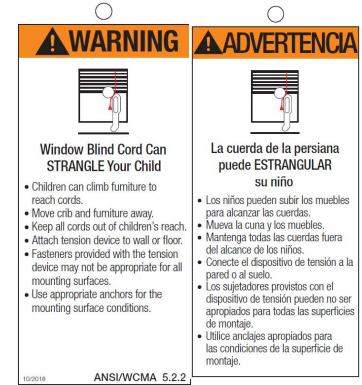 WARNING
Window Blind Cord Can
STRANGLE Your Child
• Children can climb furniture to
reach cords.
• Move crib and furniture away.
• Keep all cords out of children's reach.
• Attach tension device to wall or floor.
• Fasteners provided with the tension
device may not be appropriate for all
mounting surfaces.
• Use appropriate anchors for the
mounting surface conditions.
10/2018 ANSI/WCMA 5.2.2
ADVERTENCIA
La cuerda de la persiana
puede ESTRANGULAR
su niño
• Los niños pueden subir los muebles
para alcanzar las cuerdas.
• Mueva la cuna y los muebles.
• Mantenga todas las cuerdas fuera
del alcance de los niños.
• Conecte el dispositivo de tensión a la
pared o al suelo.
• Los sujetadores provistos con el
dispositivo de tensión pueden no ser
apropiados para todas las superficies
de montaje.
• Utilice anclajes apropiados para
las condiciones de la superficie de
montaje.